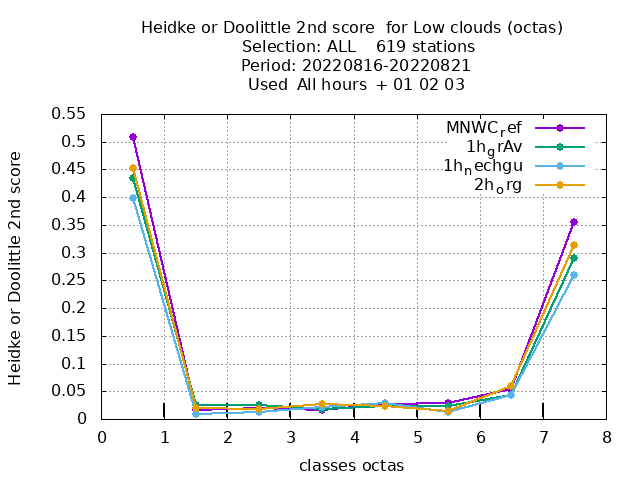 Heidke or Doolittle 2nd score  for Low clouds (octas)
Selection: ALL    619 stations
Period: 20220816-20220821
Used  All hours  + 01 02 03
MNWC_ref
1h_grAv
1h_nechgu
2h_org
0.55
0.5
0.45
0.4
0.35
0.3
0.25
0.2
0.15
0.1
0.05
0
Heidke or Doolittle 2nd score
0 1 2 3 4 5 6 7 8
classes octas